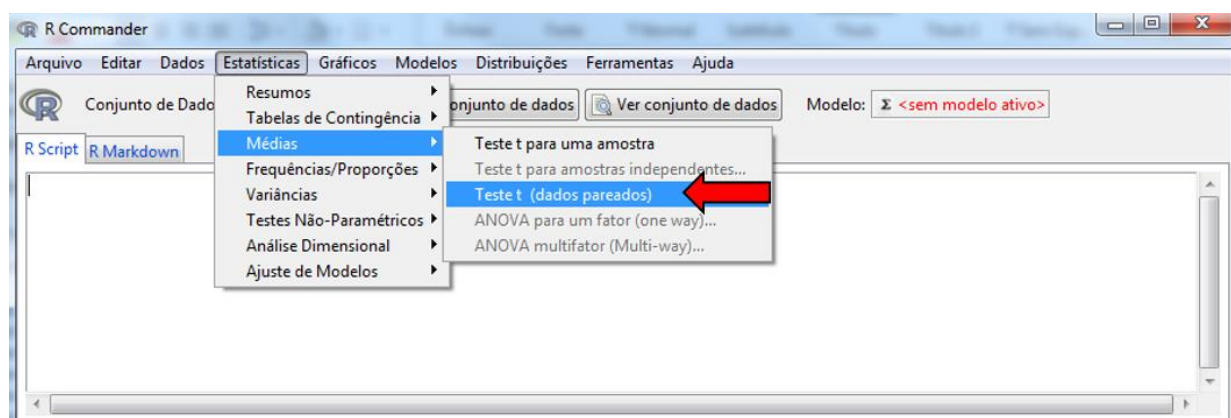 R Commander
Arquivo Editar Dados Estatísticas Gráficos Modelos Distribuições Ferramentas Ajuda
Conjunto de Dado onjunto de dados Ver conjunto de dados Modelo: Σ <sem modelo ativo>
R Script R Markdown
Resumos
Tabelas de Contingência
Médias
Frequências/Proporções
Variâncias
Testes Não-Paramétricos
Análise Dimensional
Ajuste de Modelos
Teste t para uma amostra
Teste t para amostras independentes...
Teste t (dados pareados)
ANOVA para um fator (one way)...
ANOVA multifator (Multi-way)...